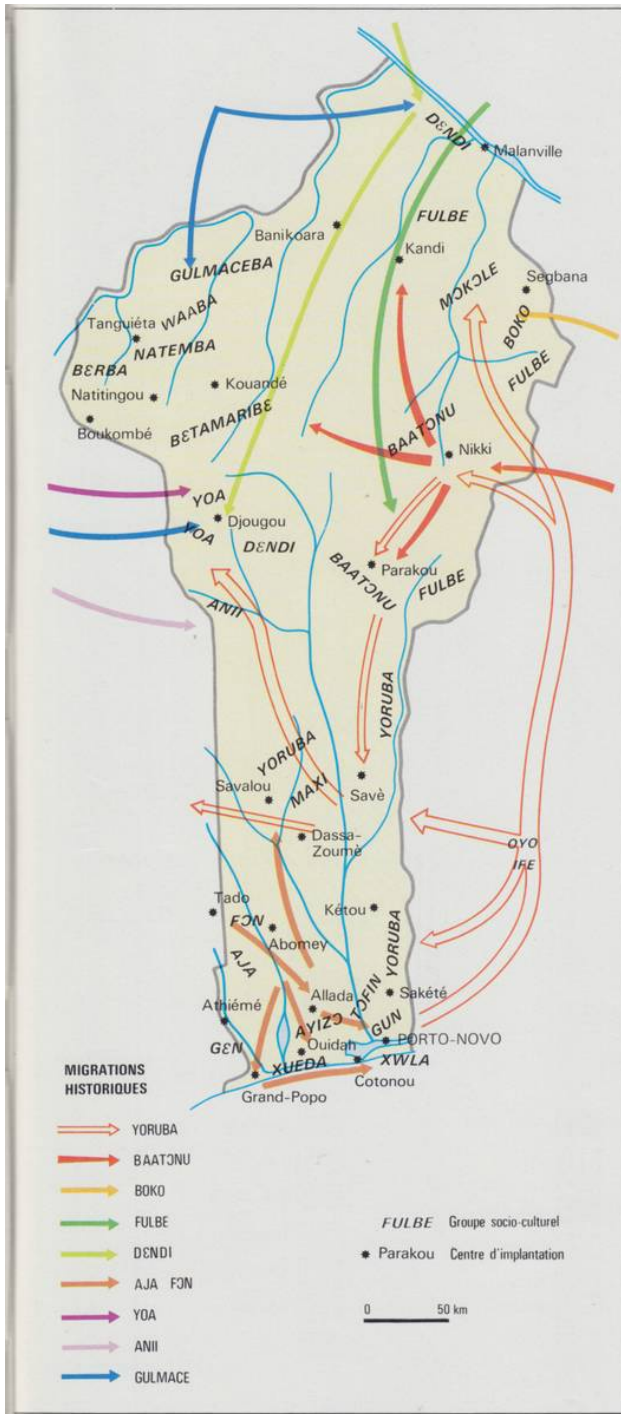 DƐNDI
Malanville
FULBE
Banikoara
Kandi
GULMACEBA
MƆKƆLE
Segbana
WAABA
Tanguiéta
BOKO
NATEMBA
BƐRBA
FULBE
Kouandé
Natitingou
BƐTAMARIBƐ
Boukombé
BAATƆNU
Nikki
YOA
Djougou
YOA
DƐNDI
Parakou
BAATƆNU
FULBE
ANII
YORUBA
YORUBA
Savalou
MAXI
Savè
Dassa-
Zoumè
OYO
IFE
Tado
FƆN
Kétou
Abomey
YORUBA
AJA
Allada
TƆFIN
Sakété
Athiémé
AYIZƆ
GUN
GƐN
Ouidah
PORTO-NOVO
XUEDA
XWLA
Cotonou
Grand-Popo
MIGRATIONS
HISTORIQUES
YORUBA
BAATƆNU
BOKO
FULBE
DƐNDI
AJA FƆN
YOA
ANII
GULMACE
FULBE Groupe socio-culturel
Parakou Centre d'implantation
0 50 km